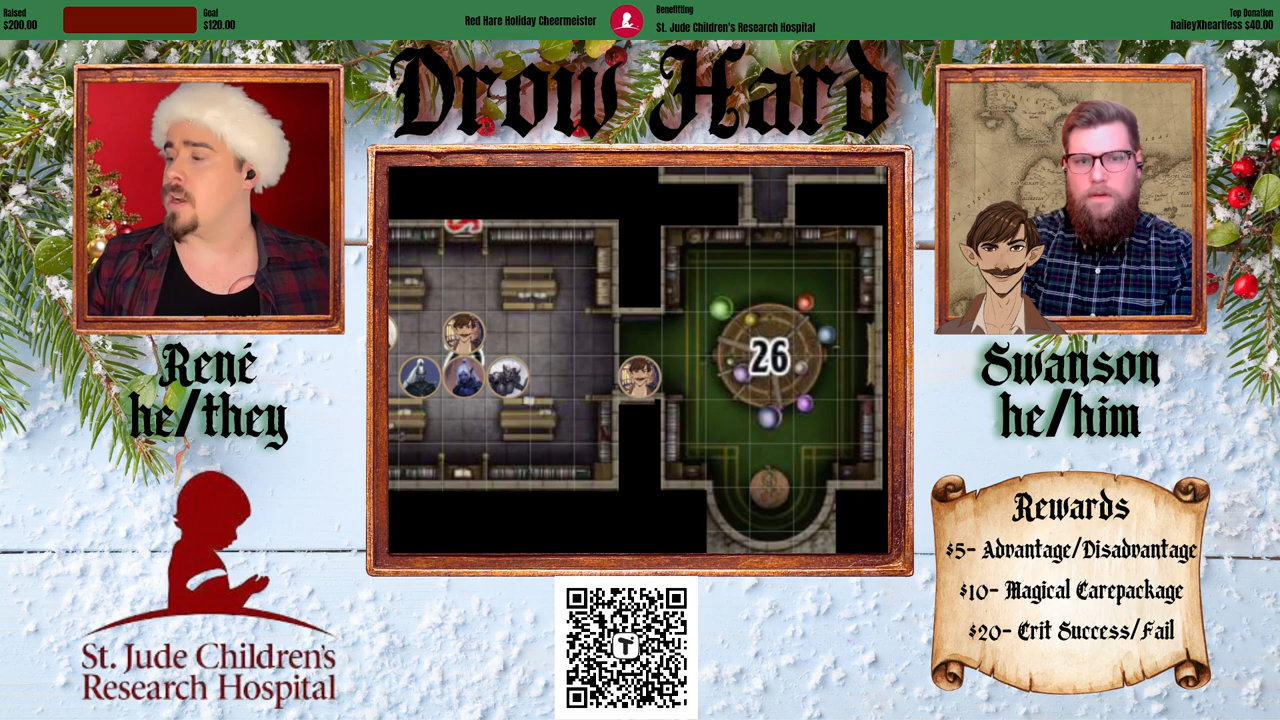 Raised
$200.00
Goal
$120.00
Red Hare Holiday Cheermeister
Benefitting
St. Jude Children's Research Hospital
Top Donation
haileyXheartless $40.00
Drow Hard
26
René
he/they
Swanson
he/him
St. Jude Children's
Research Hospital
T
Rewards
$5- Advantage/Disadvantage
$10- Magical Carepackage
$20- Crit Success/Fail